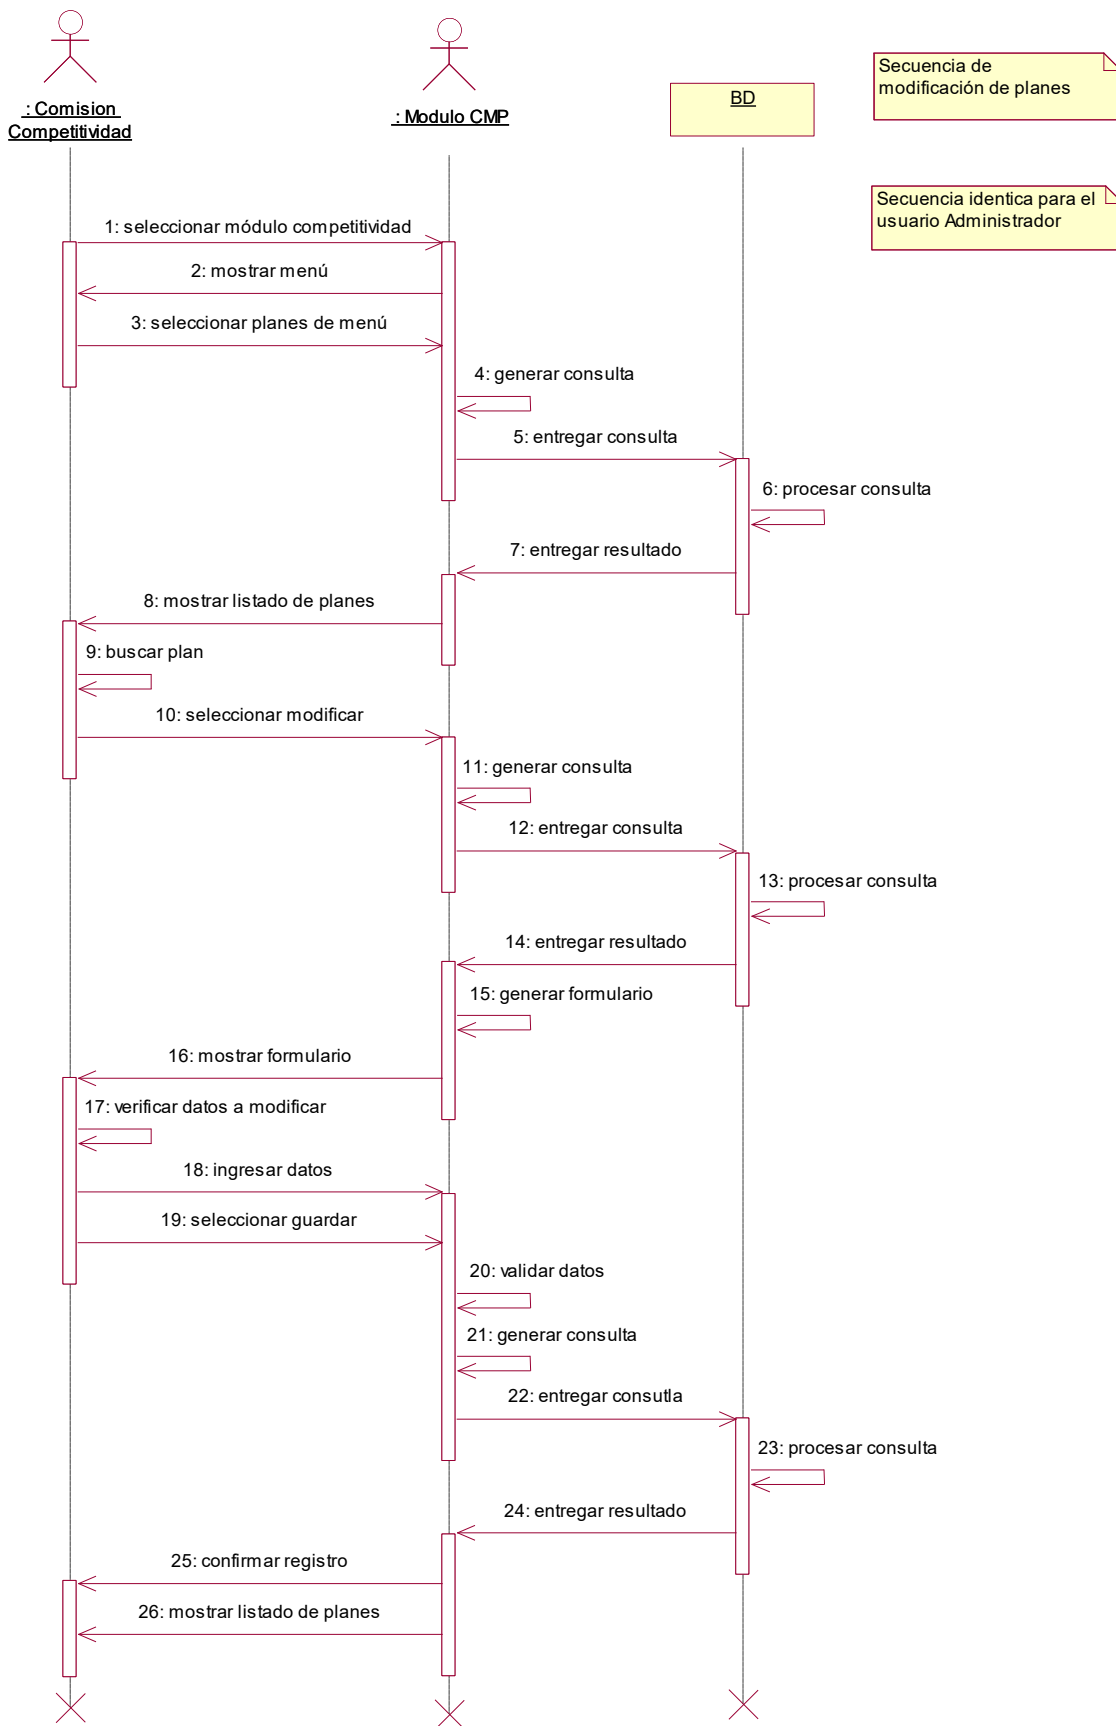 : Comision
Competitividad
: Modulo CMP
BD
Secuencia de
modificación de planes
Secuencia identica para el
usuario Administrador
1: seleccionar módulo competitividad
2: mostrar menú
3: seleccionar planes de menú
4: generar consulta
5: entregar consulta
6: procesar consulta
7: entregar resultado
8: mostrar listado de planes
9: buscar plan
10: seleccionar modificar
11: generar consulta
12: entregar consulta
13: procesar consulta
14: entregar resultado
15: generar formulario
16: mostrar formulario
17: verificar datos a modificar
18: ingresar datos
19: seleccionar guardar
20: validar datos
21: generar consulta
22: entregar consutla
23: procesar consulta
24: entregar resultado
25: confirmar registro
26: mostrar listado de planes